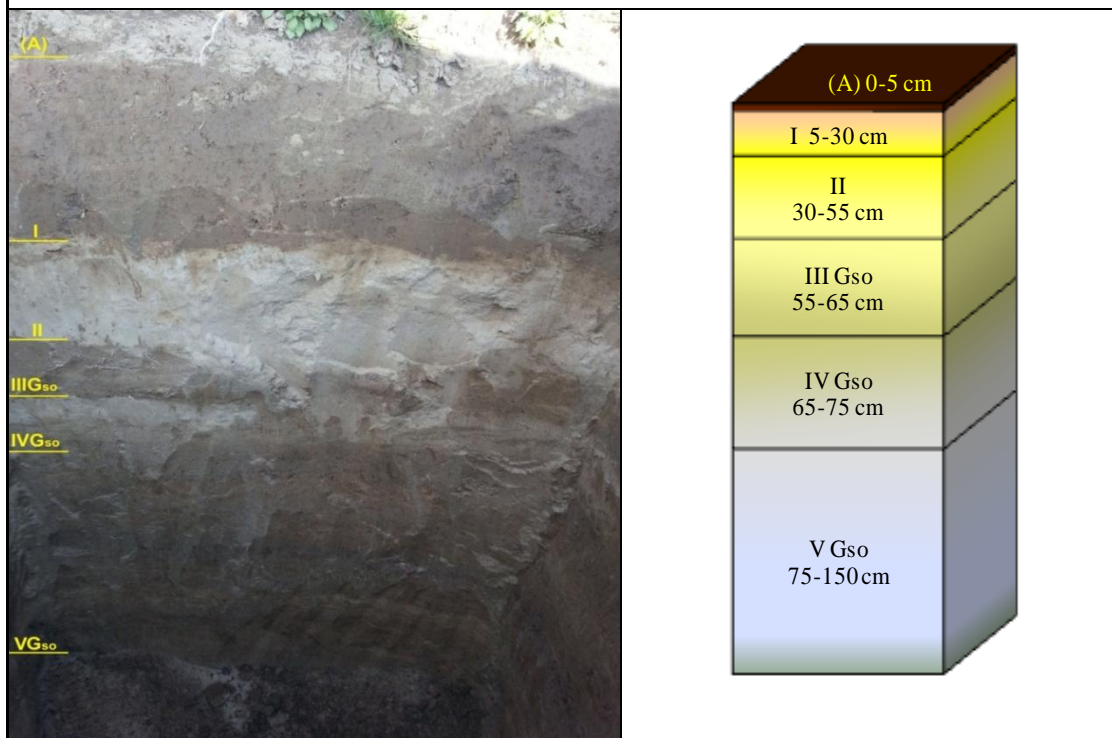 (A)
I
II
IIIGso
IVGso
VGso
(A) 0-5 cm
I 5-30 cm
II
30-55 cm
III Gso
55-65 cm
IV Gso
65-75 cm
V Gso
75-150 cm